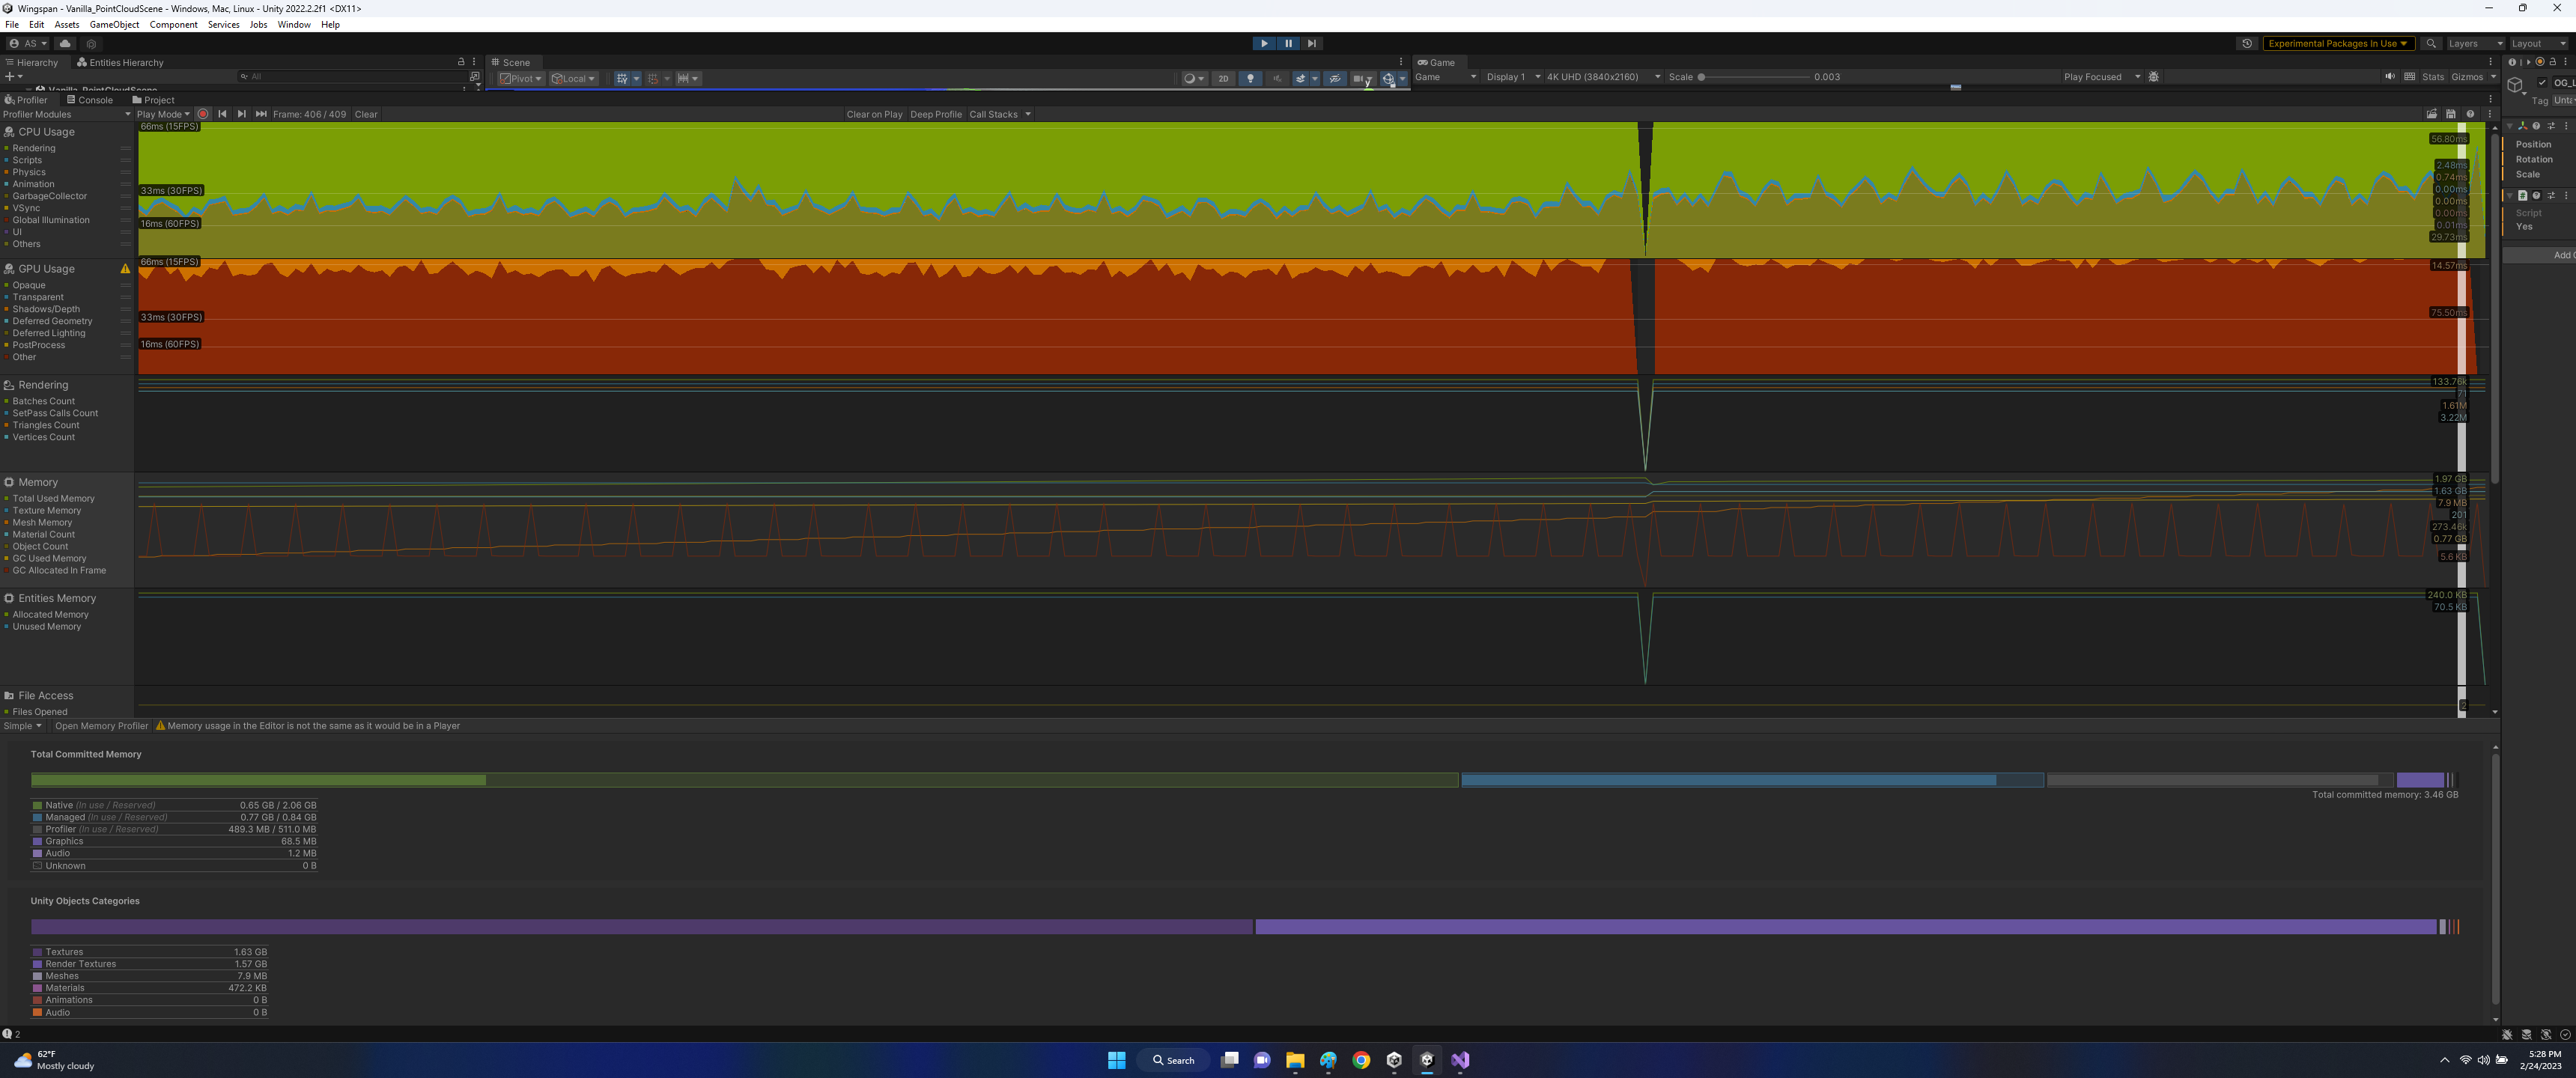 Wingspan - Vanilla_PointCloudScene - Windows, Mac, Linux - Unity 2022.2.2f1 <DX11>
File Edit Assets GameObject Component Services Jobs Window Help
AS Experimental Packages In Use Layers Layout
Hierarchy Entities Hierarchy Scene Game
All Pivot Local 2D Game Display 1 4K UHD (3840x2160) Scale 0.003 Play Focused Stats Gizmos
Vanilla_PointCloudScene
Profiler Console Project
Tag
Profiler Modules Play Mode Frame: 406 / 409 Clear Clear on Play Deep Profile Call Stacks
CPU Usage
Rendering
Scripts
Physics
Animation
GarbageCollector
VSync
Global Illumination
UI
Others
66ms (15FPS)
33ms (30FPS)
16ms (60FPS)
56.80ms
2.48ms
0.74ms
0.00ms
0.00ms
0.00ms
0.01ms
29.73ms
Position
Rotation
Scale
Script
Yes
GPU Usage
Opaque
Transparent
Shadows/Depth
Deferred Geometry
Deferred Lighting
PostProcess
Other
66ms (15FPS)
33ms (30FPS)
16ms (60FPS)
14.57ms
75.50ms
Rendering
Batches Count
SetPass Calls Count
Triangles Count
Vertices Count
133.76k
71
1.61M
3.22M
Memory
Total Used Memory
Texture Memory
Mesh Memory
Material Count
Object Count
GC Used Memory
GC Allocated In Frame
1.97 GB
1.63 GB
7.9 MB
201
273.46k
0.77 GB
5.6 KB
Entities Memory
Allocated Memory
Unused Memory
240.0 KB
70.5 KB
File Access
Files Opened
2
Simple Open Memory Profiler Memory usage in the Editor is not the same as it would be in a Player
Total Committed Memory
Total committed memory: 3.46 GB
Native (In use / Reserved) 0.65 GB / 2.06 GB
Managed (In use / Reserved) 0.77 GB / 0.84 GB
Profiler (In use / Reserved) 489.3 MB / 511.0 MB
Graphics 68.5 MB
Audio 1.2 MB
Unknown 0 B
Unity Objects Categories
Textures 1.63 GB
Render Textures 1.57 GB
Meshes 7.9 MB
Materials 472.2 KB
Animations 0 B
Audio 0 B
2
62°F
Mostly cloudy
Search
5:28 PM
2/24/2023